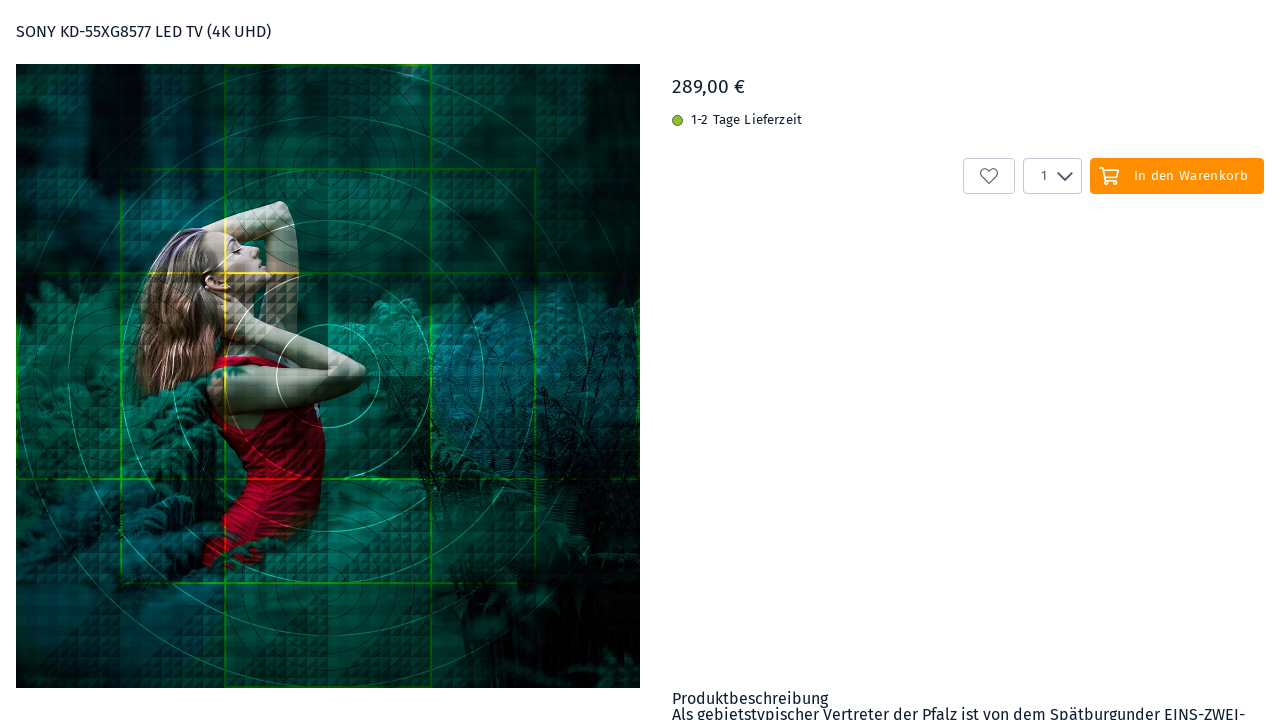 SONY KD-55XG8577 LED TV (4K UHD)
289,00 €
1-2 Tage Lieferzeit
1
In den Warenkorb
Produktbeschreibung
Als gebietstypischer Vertreter der Pfalz ist von dem Spätburgunder EINS-ZWEI-